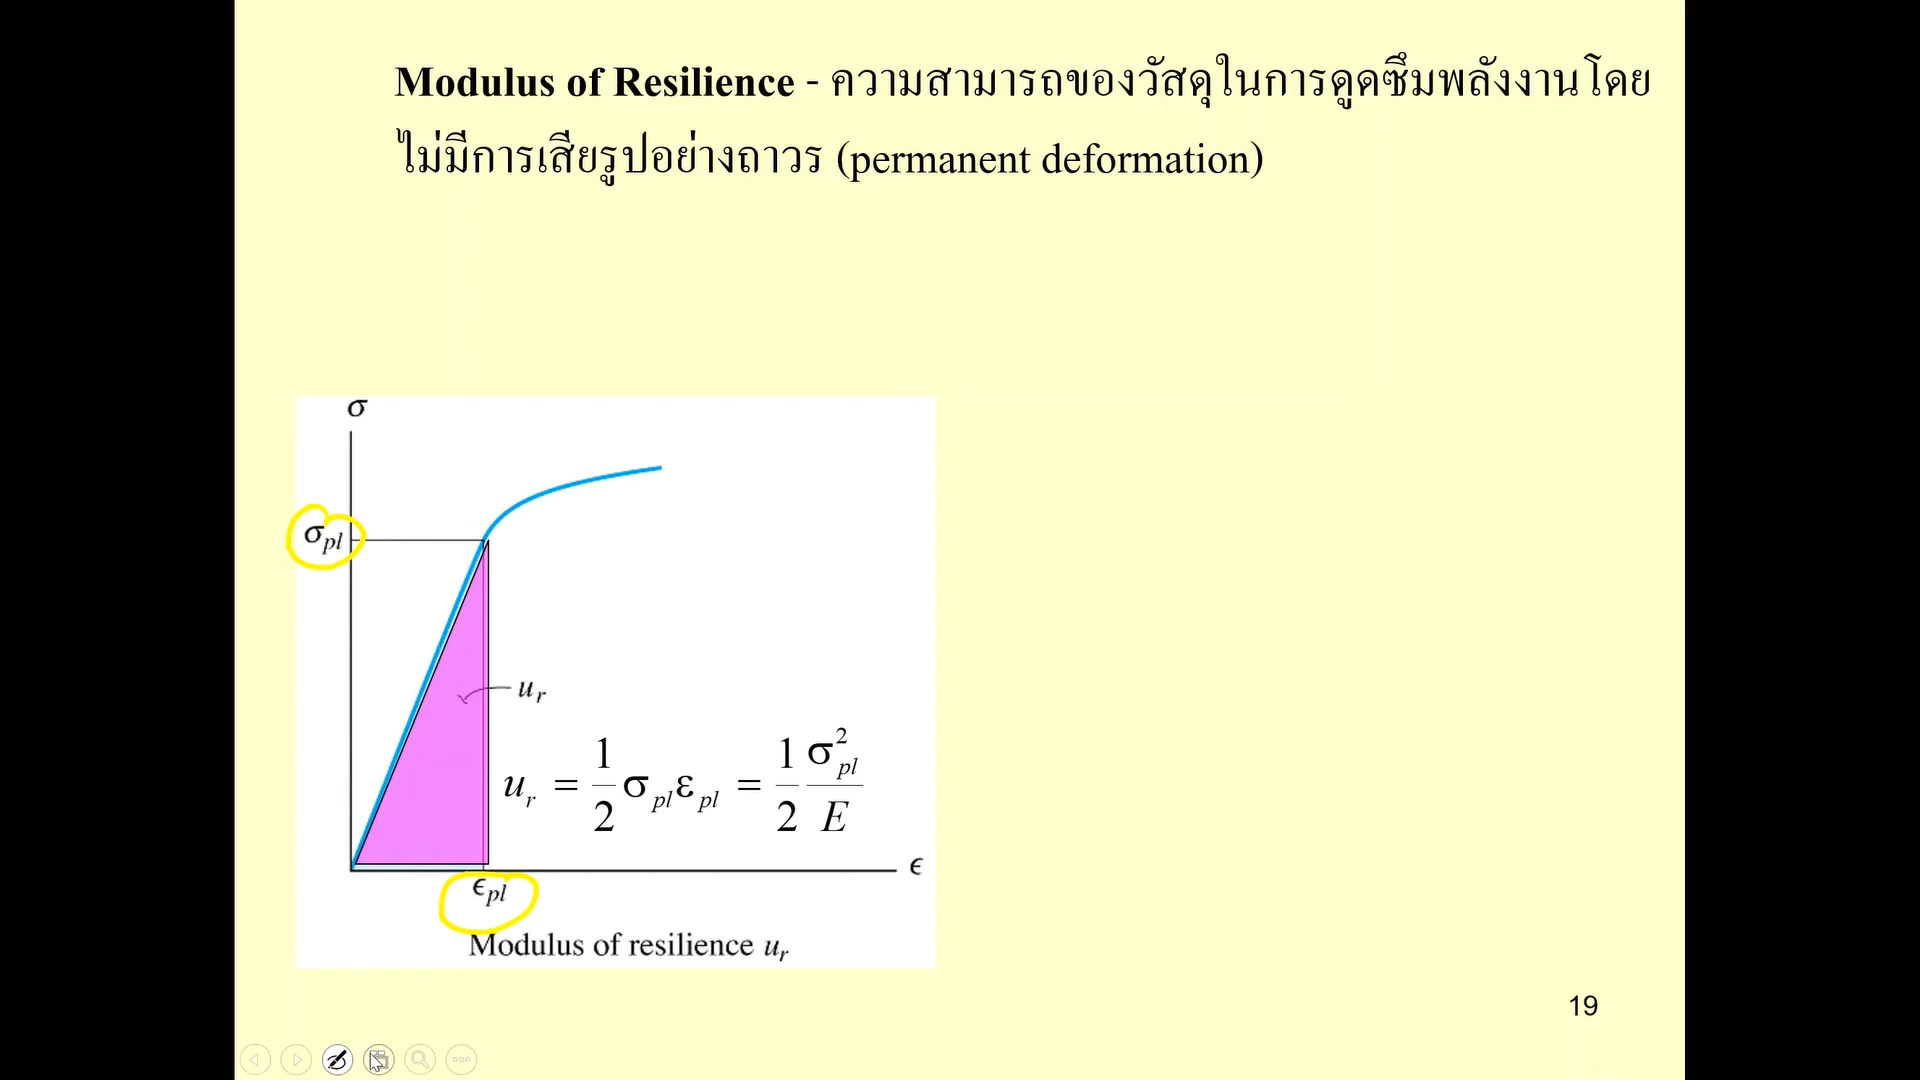 Modulus of Resilience - ความสามารถของวัสดุในการดูดซึมพลังงานโดย
ไม่มีการเสียรูปอย่างถาวร (permanent deformation)
σ
σpl
ur
ur = 1/2 σpl εpl = 1/2 σ²pl/E
ϵ
ϵpl
Modulus of resilience ur
19